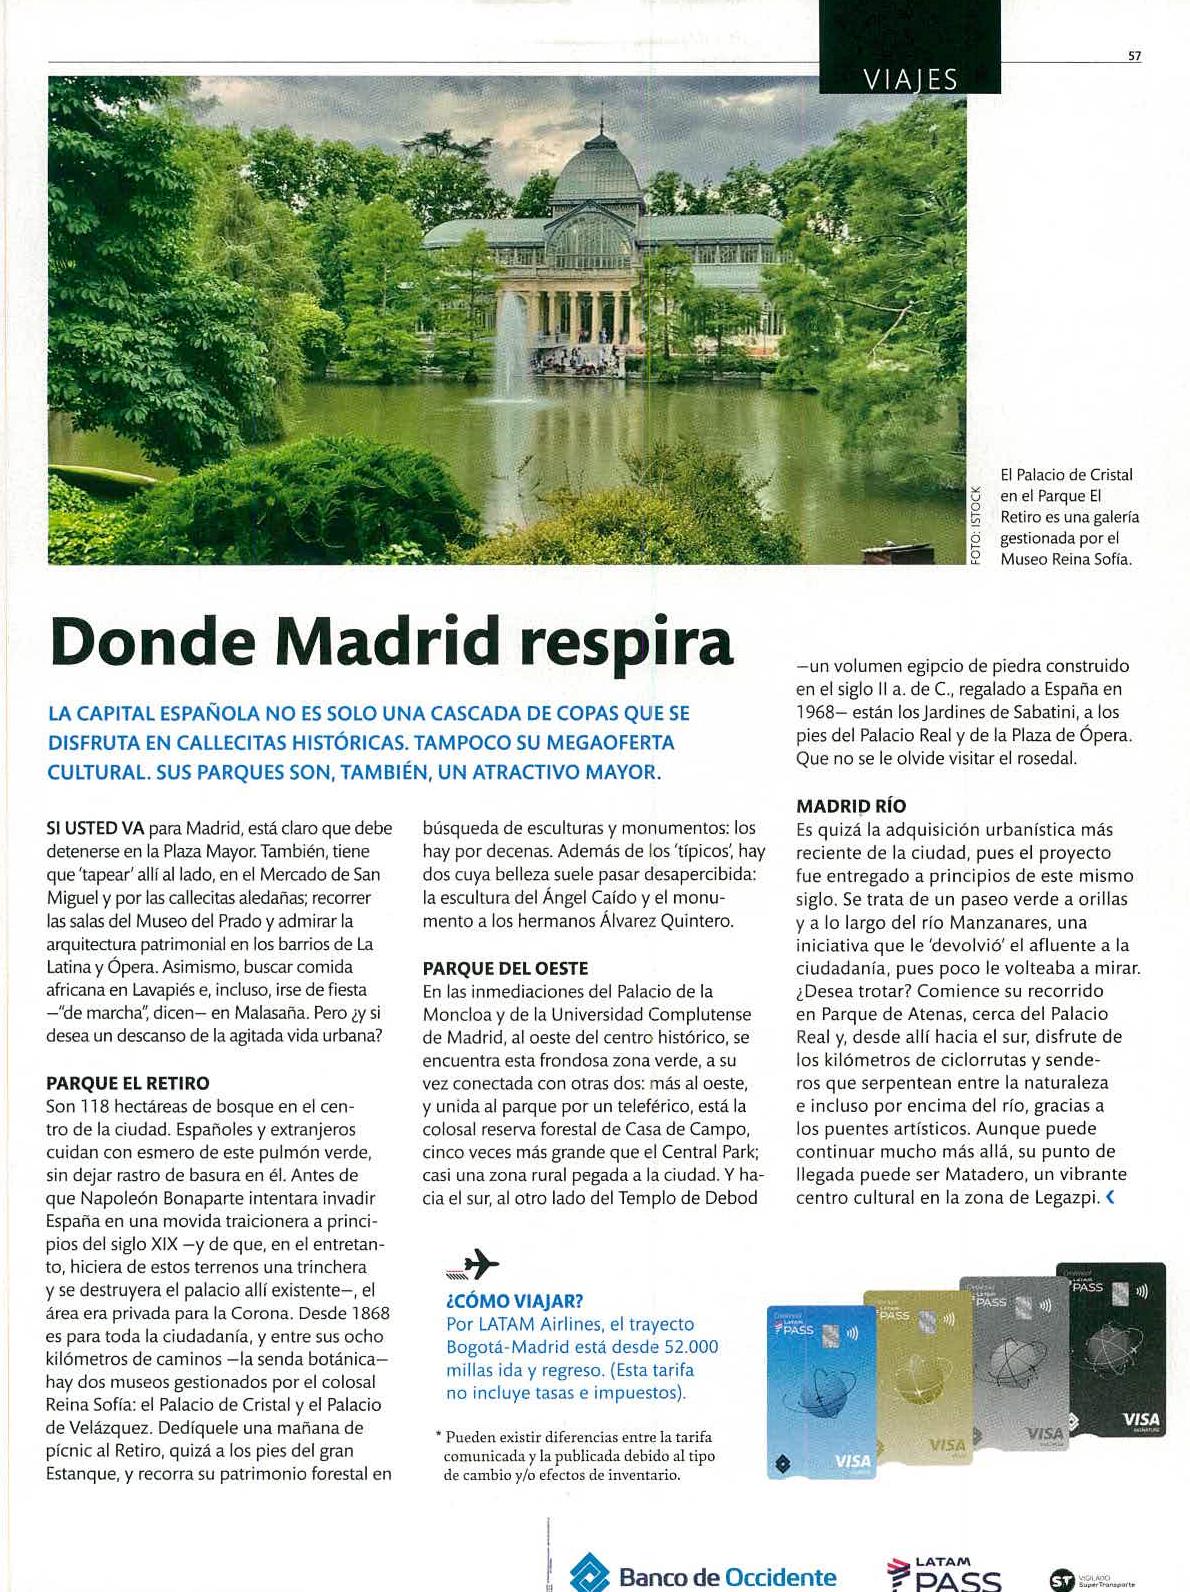 57
VIAJES
El Palacio de Cristal
en el Parque El
Retiro es una galería
gestionada por el
Museo Reina Sofía.
FOTO: ISTOCK
Donde Madrid respira
LA CAPITAL ESPAÑOLA NO ES SOLO UNA CASCADA DE COPAS QUE SE
DISFRUTA EN CALLECITAS HISTÓRICAS. TAMPOCO SU MEGAOFERTA
CULTURAL. SUS PARQUES SON, TAMBIÉN, UN ATRACTIVO MAYOR.
SI USTED VA para Madrid, está claro que debe
detenerse en la Plaza Mayor. También, tiene
que ‘tapear’ allí al lado, en el Mercado de San
Miguel y por las callecitas aledañas; recorrer
las salas del Museo del Prado y admirar la
arquitectura patrimonial en los barrios de La
Latina y Ópera. Asimismo, buscar comida
africana en Lavapiés e, incluso, irse de fiesta
—“de marcha”, dicen— en Malasaña. Pero ¿y si
desea un descanso de la agitada vida urbana?
PARQUE EL RETIRO
Son 118 hectáreas de bosque en el cen-
tro de la ciudad. Españoles y extranjeros
cuidan con esmero de este pulmón verde,
sin dejar rastro de basura en él. Antes de
que Napoleón Bonaparte intentara invadir
España en una movida traicionera a princi-
pios del siglo XIX —y de que, en el entretan-
to, hiciera de estos terrenos una trinchera
y se destruyera el palacio allí existente—, el
área era privada para la Corona. Desde 1868
es para toda la ciudadanía, y entre sus ocho
kilómetros de caminos —la senda botánica—
hay dos museos gestionados por el colosal
Reina Sofía: el Palacio de Cristal y el Palacio
de Velázquez. Dedíquele una mañana de
pícnic al Retiro, quizá a los pies del gran
Estanque, y recorra su patrimonio forestal en
búsqueda de esculturas y monumentos: los
hay por decenas. Además de los ‘típicos’, hay
dos cuya belleza suele pasar desapercibida:
la escultura del Ángel Caído y el monu-
mento a los hermanos Álvarez Quintero.
PARQUE DEL OESTE
En las inmediaciones del Palacio de la
Moncloa y de la Universidad Complutense
de Madrid, al oeste del centro histórico, se
encuentra esta frondosa zona verde, a su
vez conectada con otras dos: más al oeste,
y unida al parque por un teleférico, está la
colosal reserva forestal de Casa de Campo,
cinco veces más grande que el Central Park;
casi una zona rural pegada a la ciudad. Y ha-
cia el sur, al otro lado del Templo de Debod
—un volumen egipcio de piedra construido
en el siglo II a. de C., regalado a España en
1968— están los Jardines de Sabatini, a los
pies del Palacio Real y de la Plaza de Ópera.
Que no se le olvide visitar el rosedal.
MADRID RÍO
Es quizá la adquisición urbanística más
reciente de la ciudad, pues el proyecto
fue entregado a principios de este mismo
siglo. Se trata de un paseo verde a orillas
y a lo largo del río Manzanares, una
iniciativa que le ‘devolvió’ el afluente a la
ciudadanía, pues poco le volteaba a mirar.
¿Desea trotar? Comience su recorrido
en Parque de Atenas, cerca del Palacio
Real y, desde allí hacia el sur, disfrute de
los kilómetros de ciclorrutas y sende-
ros que serpentean entre la naturaleza
e incluso por encima del río, gracias a
los puentes artísticos. Aunque puede
continuar mucho más allá, su punto de
llegada puede ser Matadero, un vibrante
centro cultural en la zona de Legazpi.
¿CÓMO VIAJAR?
Por LATAM Airlines, el trayecto
Bogotá-Madrid está desde 52.000
millas ida y regreso. (Esta tarifa
no incluye tasas e impuestos).
* Pueden existir diferencias entre la tarifa
comunicada y la publicada debido al tipo
de cambio y/o efectos de inventario.
LATAM
PASS
VISA
PASS
VISA
PASS
VISA
PASS
VISA
SIGNATURE
Banco de Occidente
LATAM
PASS
ST
VIGILADO
SuperTransporte